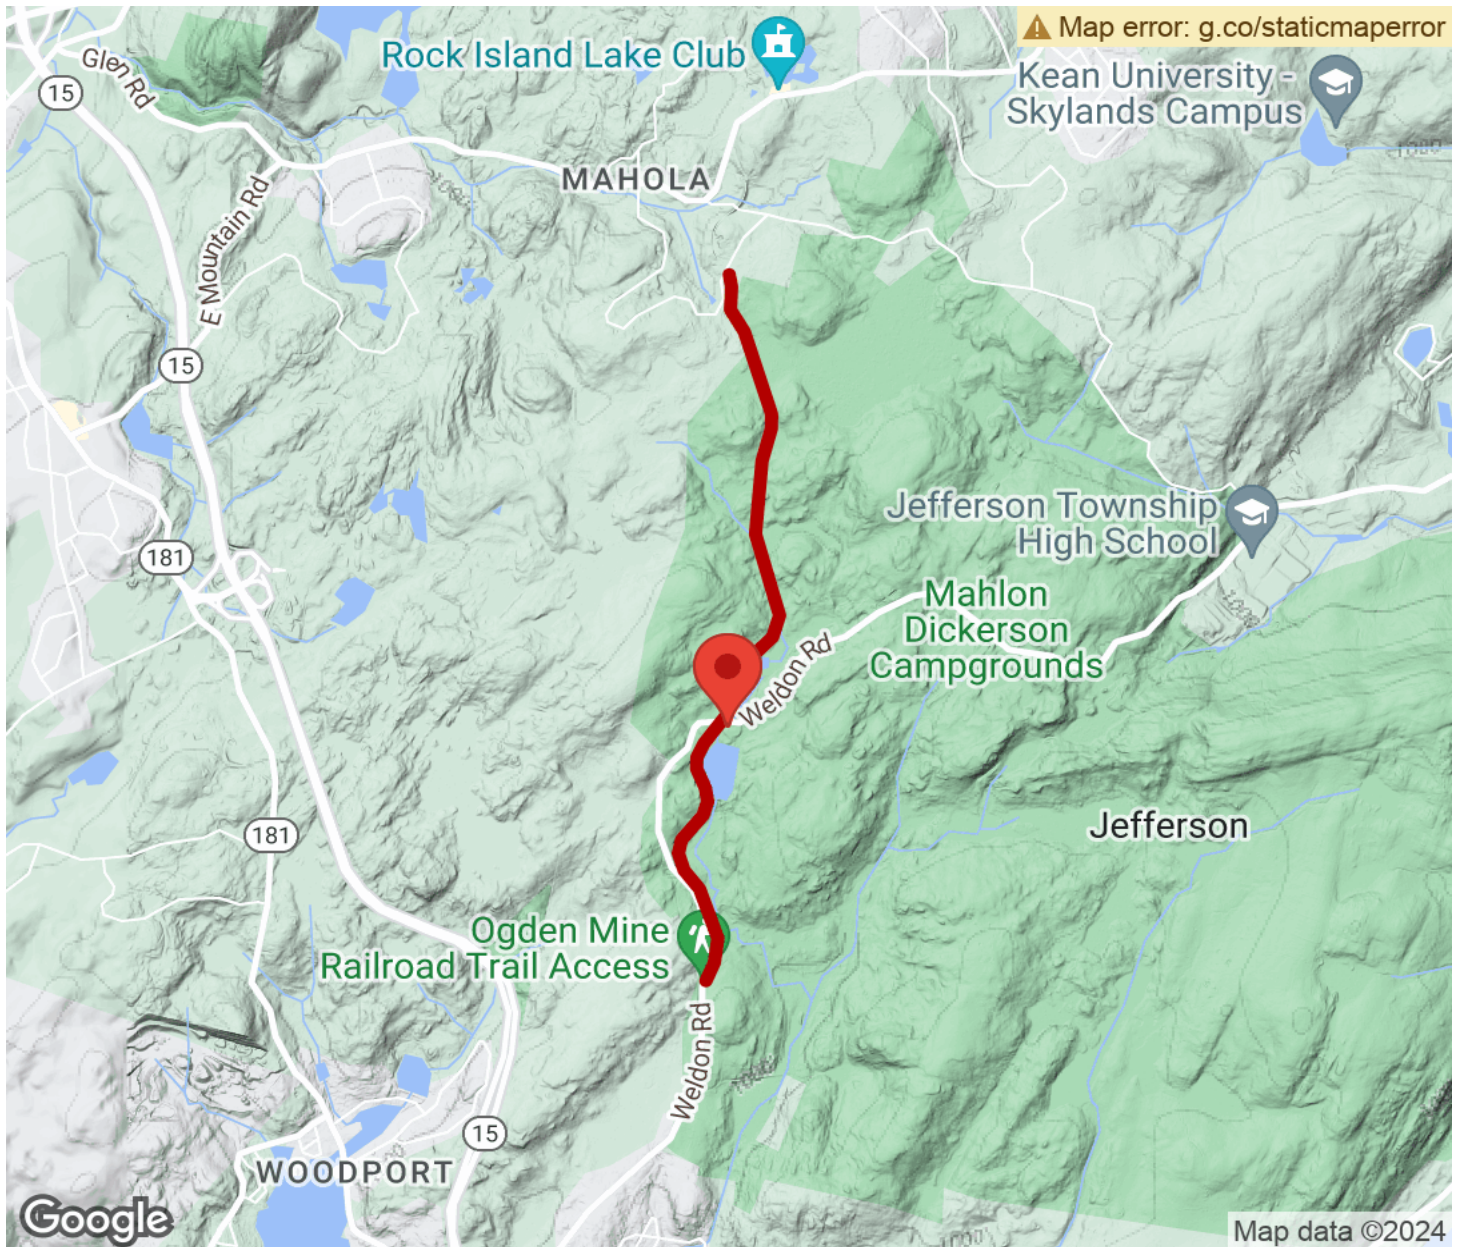 Map error: g.co/staticmaperror
Rock Island Lake Club
Glen Rd
15
Kean University -
Skylands Campus
MAHOLA
E Mountain Rd
15
181
Jefferson Township
High School
Mahlon
Dickerson
Campgrounds
Weldon Rd
181
Jefferson
Ogden Mine
Railroad Trail Access
Weldon Rd
15
WOODPORT
Google
Map data ©2024